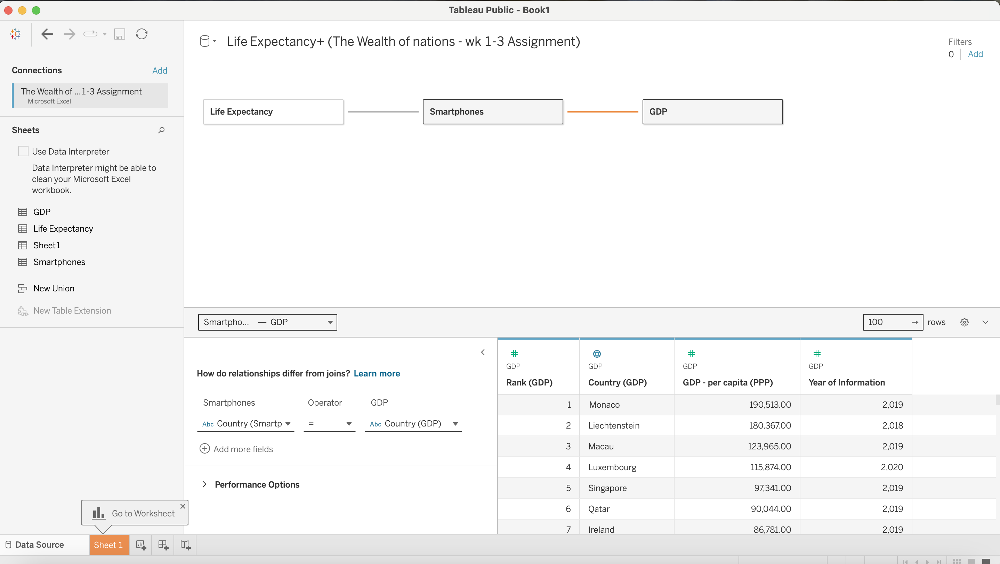 Tableau Public - Book1
Life Expectancy+ (The Wealth of nations - wk 1-3 Assignment)
Filters
0 Add
Connections Add
The Wealth of ...1-3 Assignment
Microsoft Excel
Sheets
Use Data Interpreter
Data Interpreter might be able to
clean your Microsoft Excel
workbook.
GDP
Life Expectancy
Sheet1
Smartphones
New Union
New Table Extension
Life Expectancy Smartphones GDP
Smartpho... — GDP
100 → rows
How do relationships differ from joins? Learn more
Smartphones Operator GDP
Abc Country (Smartp = Abc Country (GDP)
Add more fields
Performance Options
# # #
GDP GDP GDP GDP
Rank (GDP) Country (GDP) GDP - per capita (PPP) Year of Information
1 Monaco 190,513.00 2,019
2 Liechtenstein 180,367.00 2,018
3 Macau 123,965.00 2,019
4 Luxembourg 115,874.00 2,020
5 Singapore 97,341.00 2,019
6 Qatar 90,044.00 2,019
7 Ireland 86,781.00 2,019
Go to Worksheet
Data Source Sheet 1